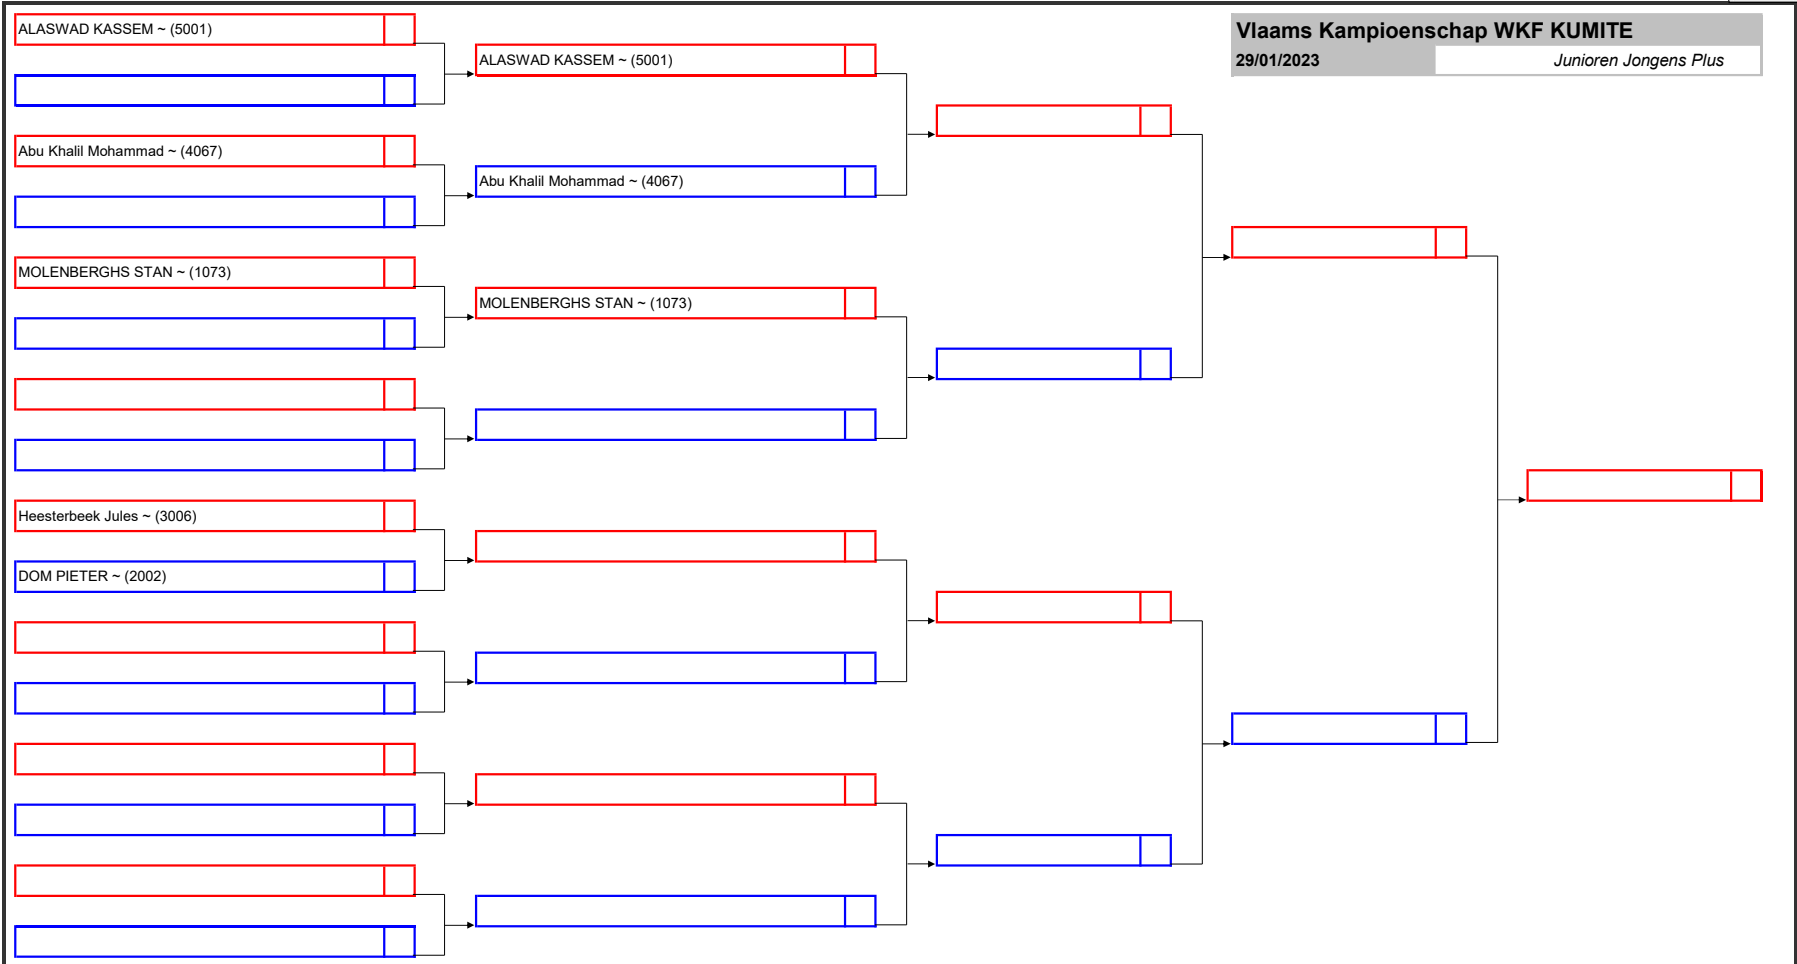 Vlaams Kampioenschap WKF KUMITE
29/01/2023
Junioren Jongens Plus
ALASWAD KASSEM ~ (5001)
ALASWAD KASSEM ~ (5001)
Abu Khalil Mohammad ~ (4067)
Abu Khalil Mohammad ~ (4067)
MOLENBERGHS STAN ~ (1073)
MOLENBERGHS STAN ~ (1073)
Heesterbeek Jules ~ (3006)
DOM PIETER ~ (2002)